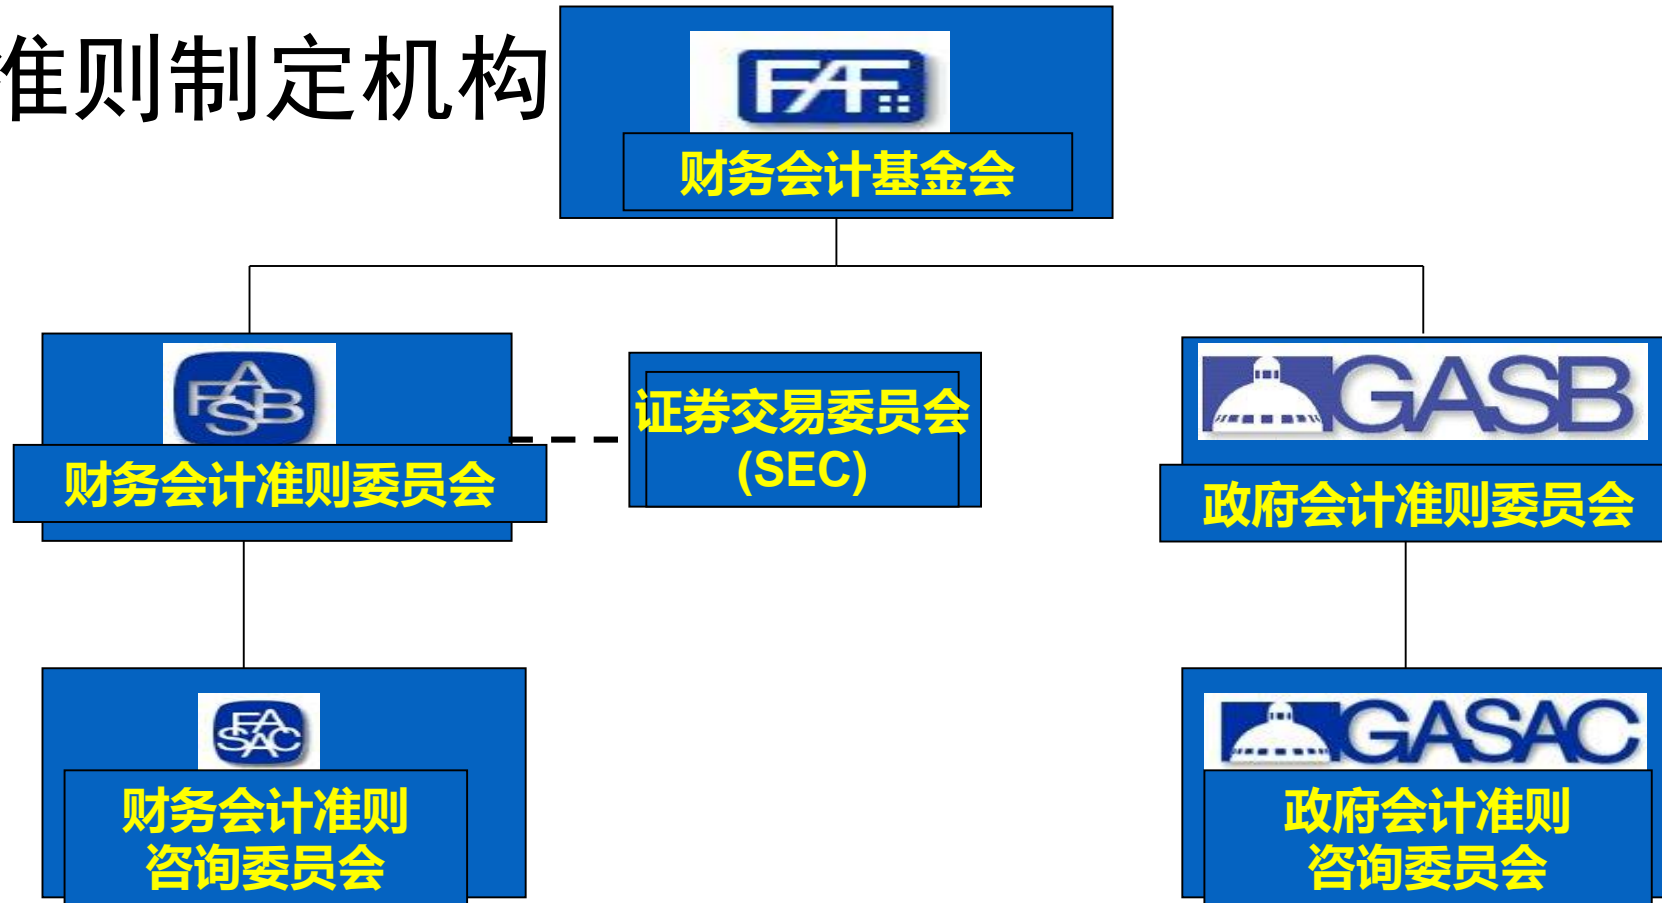 准则制定机构
FAF
财务会计基金会
FASB
财务会计准则委员会
证券交易委员会
(SEC)
GASB
政府会计准则委员会
FASAC
财务会计准则
咨询委员会
GASAC
政府会计准则
咨询委员会